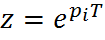 z = e^{p_i T}